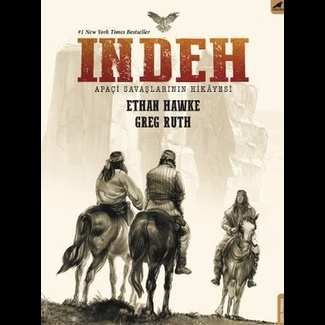 #1 New York Times Bestseller
INDEH
APAÇİ SAVAŞLARININ HİKÂYESİ
ETHAN HAWKE
GREG RUTH